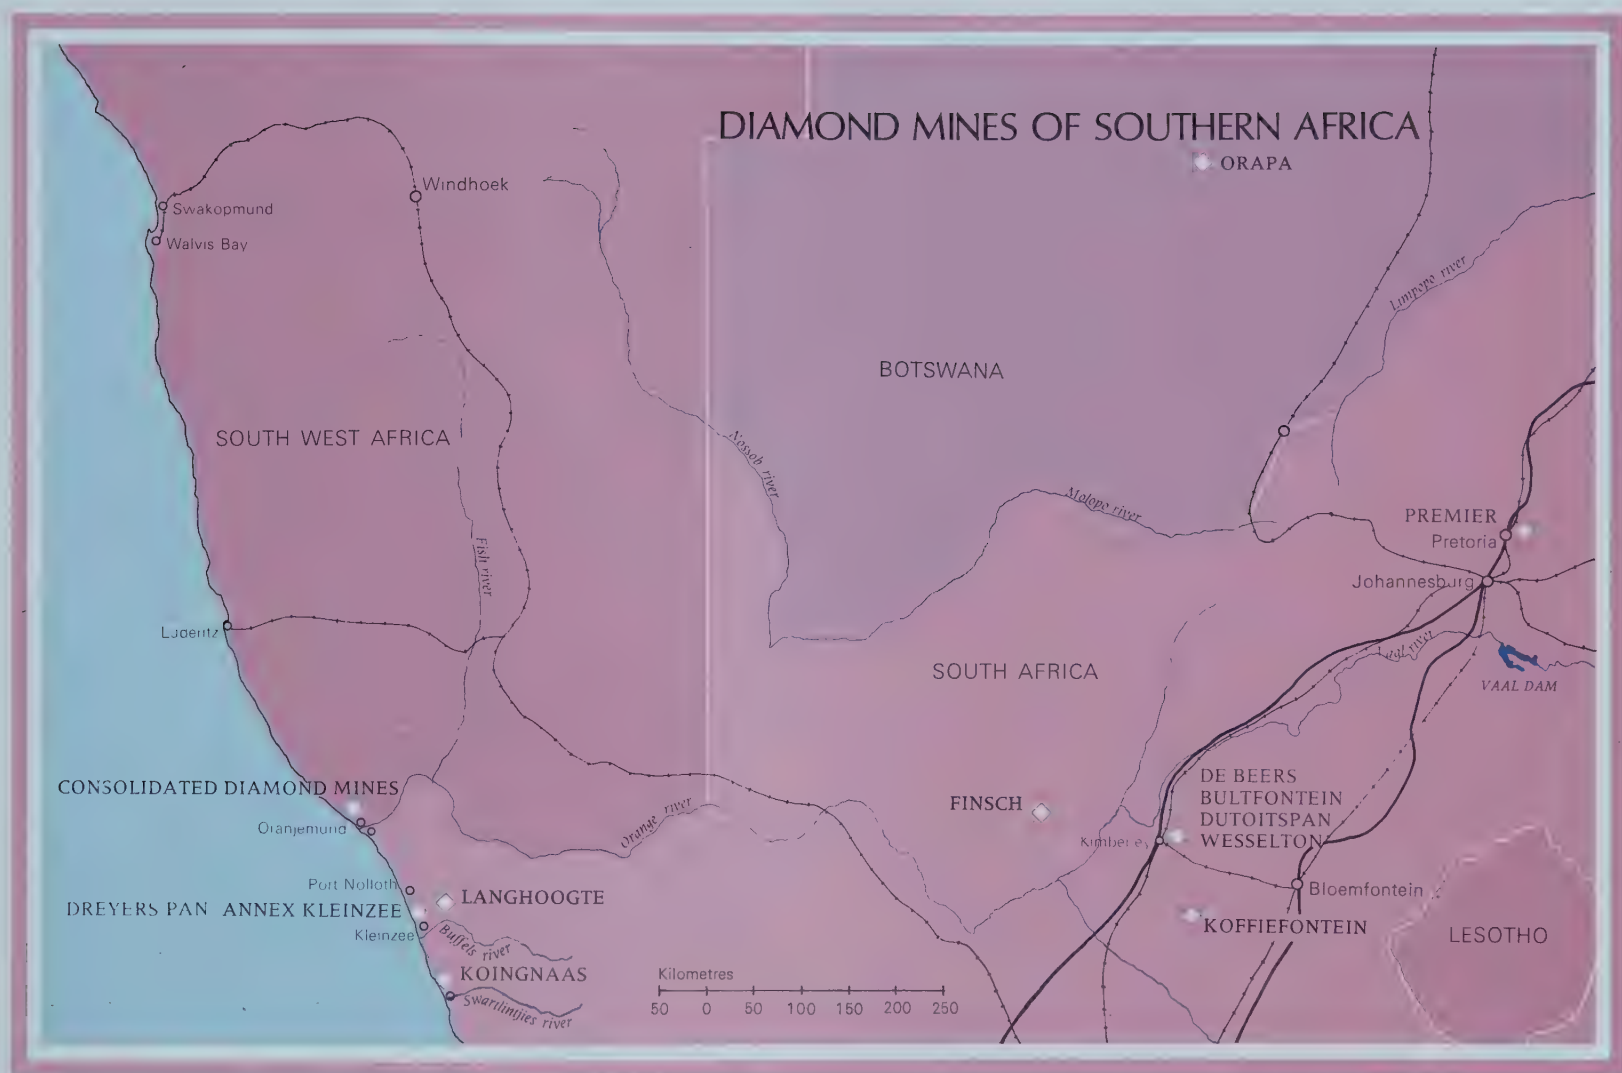 DIAMOND MINES OF SOUTHERN AFRICA
ORAPA
Windhoek
Swakopmund
Walvis Bay
Limpopo river
BOTSWANA
SOUTH WEST AFRICA
Nossob river
Molopo river
PREMIER
Pretoria
Fish river
Johannesburg
Luderitz
Vaal river
SOUTH AFRICA
VAAL DAM
CONSOLIDATED DIAMOND MINES
Oranjemund
Orange river
FINSCH
DE BEERS
BULTFONTEIN
DUTOITSPAN
WESSELTON
Kimberley
Port Nolloth
LANGHOOGTE
Bloemfontein
DREYERS PAN ANNEX KLEINZEE
Kleinzee
Buffels river
KOFFIEFONTEIN
LESOTHO
KOINGNAAS
Swartlintjies river
Kilometres
50 0 50 100 150 200 250